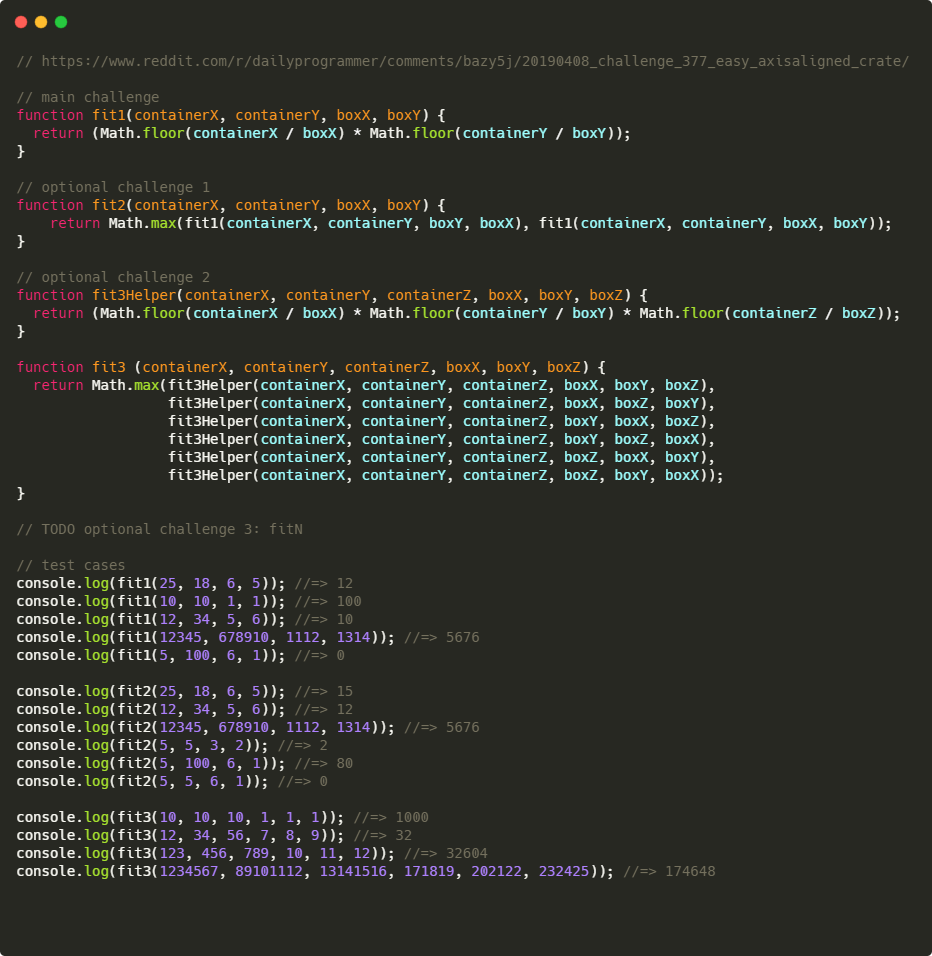 // https://www.reddit.com/r/dailyprogrammer/comments/bazy5j/20190408_challenge_377_easy_axisaligned_crate/

// main challenge
function fit1(containerX, containerY, boxX, boxY) {
  return (Math.floor(containerX / boxX) * Math.floor(containerY / boxY));
}

// optional challenge 1
function fit2(containerX, containerY, boxX, boxY) {
    return Math.max(fit1(containerX, containerY, boxY, boxX), fit1(containerX, containerY, boxX, boxY));
}

// optional challenge 2
function fit3Helper(containerX, containerY, containerZ, boxX, boxY, boxZ) {
  return (Math.floor(containerX / boxX) * Math.floor(containerY / boxY) * Math.floor(containerZ / boxZ));
}

function fit3 (containerX, containerY, containerZ, boxX, boxY, boxZ) {
  return Math.max(fit3Helper(containerX, containerY, containerZ, boxX, boxY, boxZ),
                  fit3Helper(containerX, containerY, containerZ, boxX, boxZ, boxY),
                  fit3Helper(containerX, containerY, containerZ, boxY, boxX, boxZ),
                  fit3Helper(containerX, containerY, containerZ, boxY, boxZ, boxX),
                  fit3Helper(containerX, containerY, containerZ, boxZ, boxX, boxY),
                  fit3Helper(containerX, containerY, containerZ, boxZ, boxY, boxX));
}

// TODO optional challenge 3: fitN

// test cases
console.log(fit1(25, 18, 6, 5)); //=> 12
console.log(fit1(10, 10, 1, 1)); //=> 100
console.log(fit1(12, 34, 5, 6)); //=> 10
console.log(fit1(12345, 678910, 1112, 1314)); //=> 5676
console.log(fit1(5, 100, 6, 1)); //=> 0

console.log(fit2(25, 18, 6, 5)); //=> 15
console.log(fit2(12, 34, 5, 6)); //=> 12
console.log(fit2(12345, 678910, 1112, 1314)); //=> 5676
console.log(fit2(5, 5, 3, 2)); //=> 2
console.log(fit2(5, 100, 6, 1)); //=> 80
console.log(fit2(5, 5, 6, 1)); //=> 0

console.log(fit3(10, 10, 10, 1, 1, 1)); //=> 1000
console.log(fit3(12, 34, 56, 7, 8, 9)); //=> 32
console.log(fit3(123, 456, 789, 10, 11, 12)); //=> 32604
console.log(fit3(1234567, 89101112, 13141516, 171819, 202122, 232425)); //=> 174648